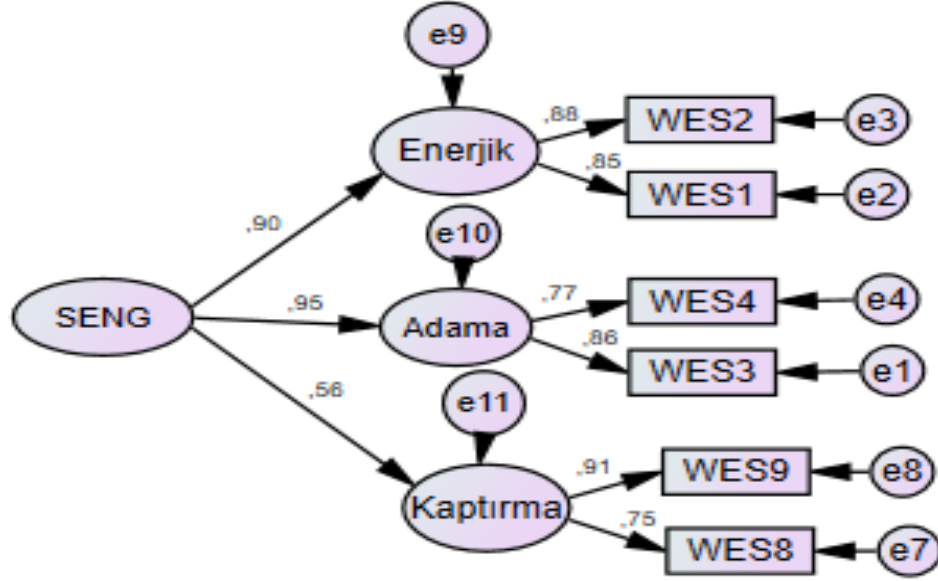 e9
,88
WES2
e3
Enerjik
,85
WES1
e2
,90
e10
SENG
,95
Adama
,77
WES4
e4
,86
WES3
e1
,56
e11
Kaptırma
,91
WES9
e8
,75
WES8
e7